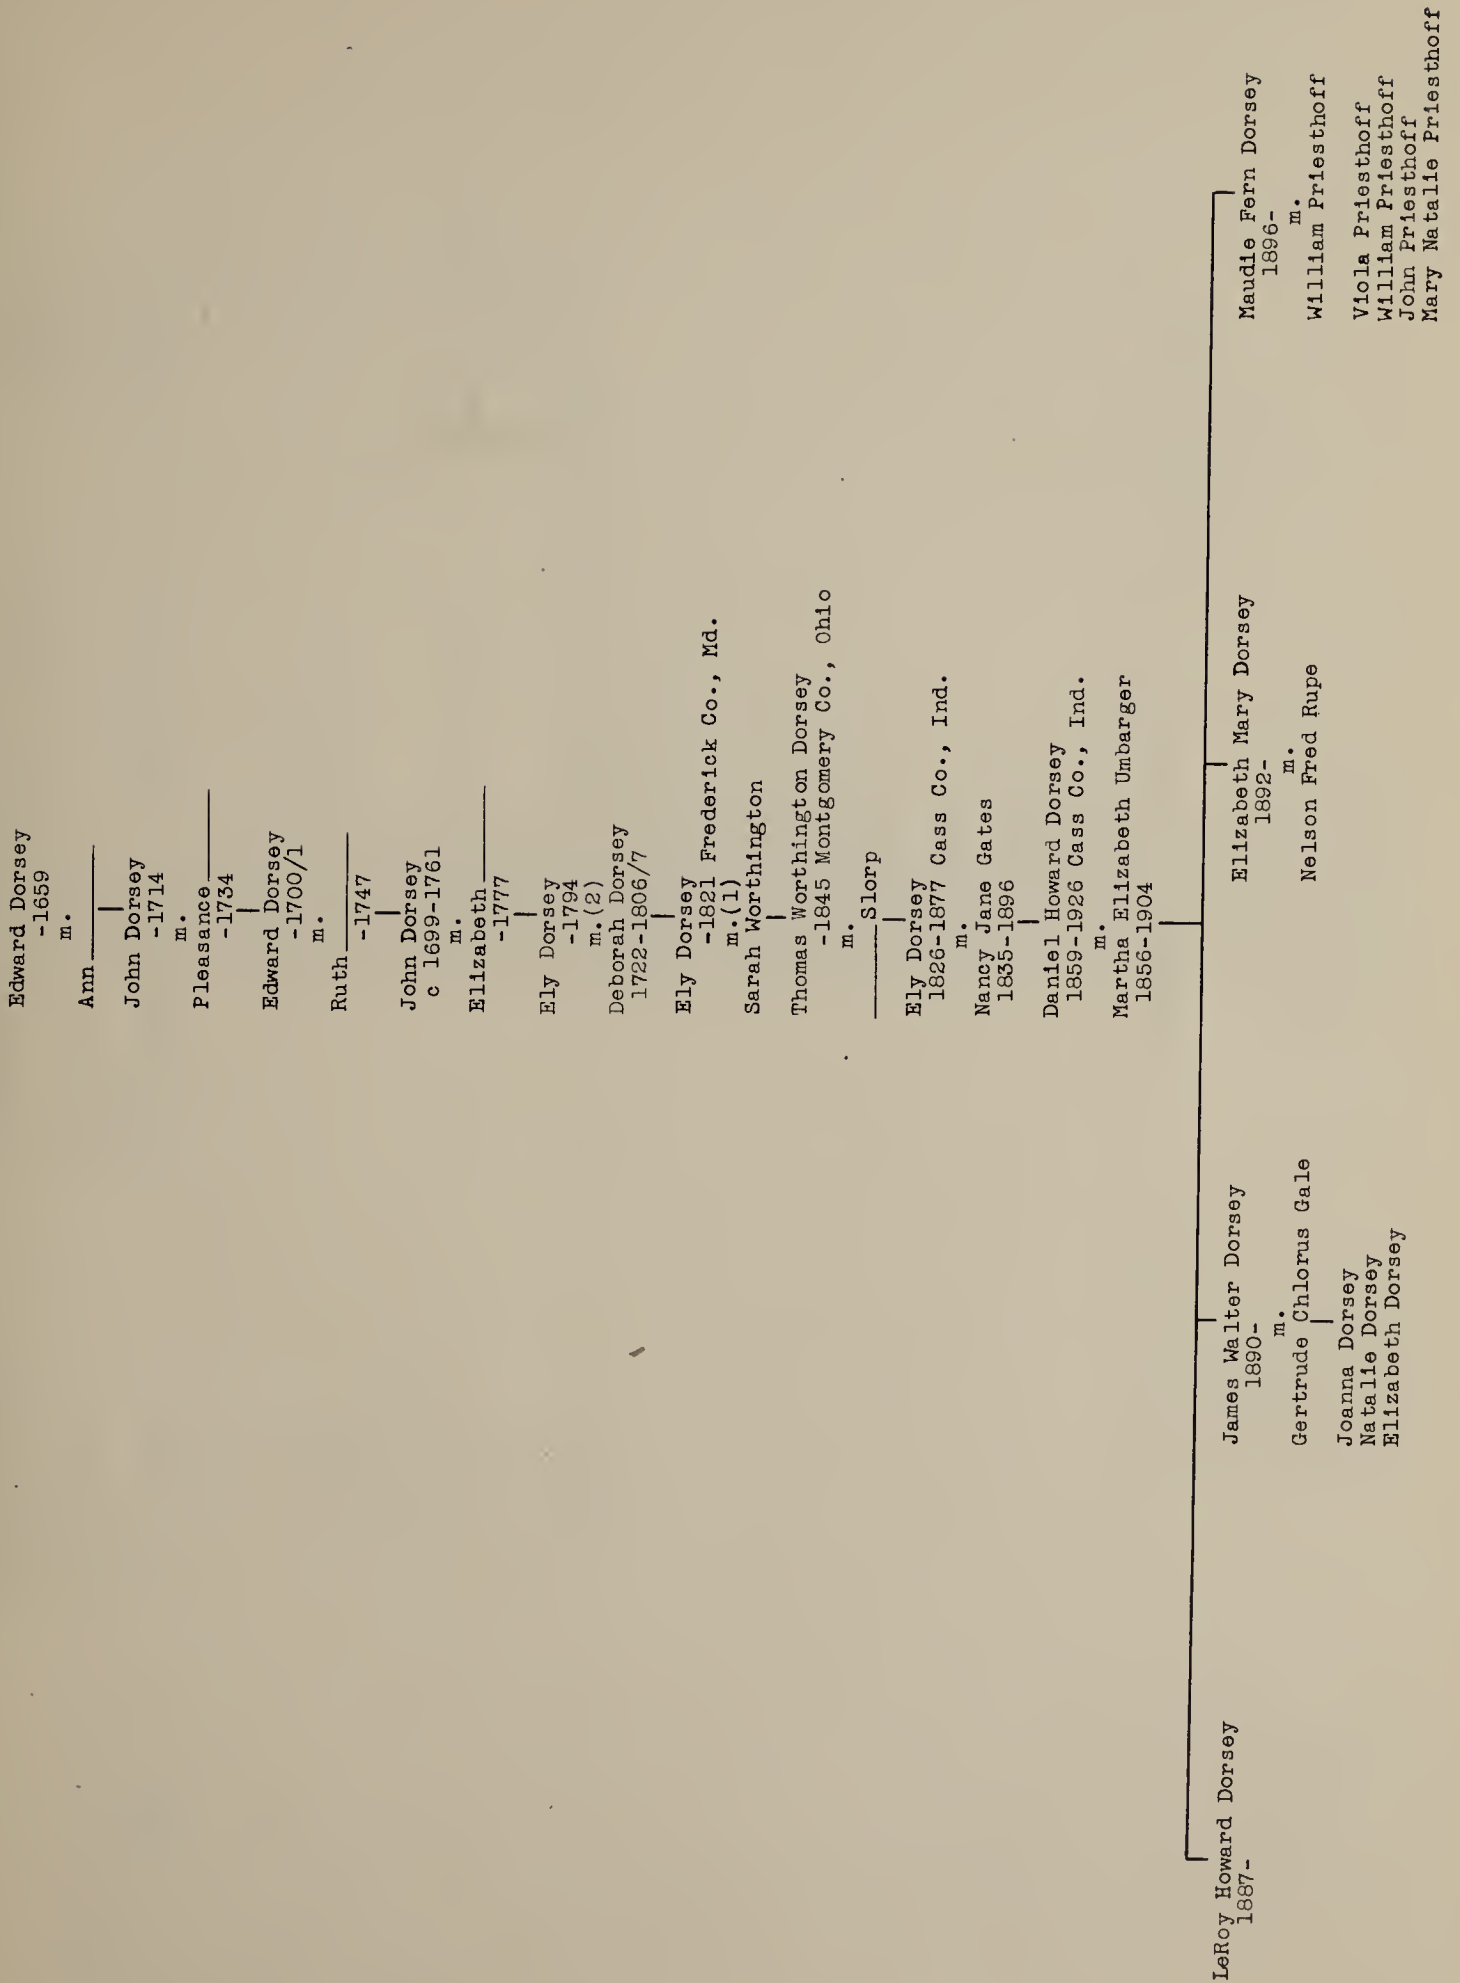 Edward Dorsey
-1659
m.
Ann
John Dorsey
-1714
m.
Pleasance
-1734
Edward Dorsey
-1700/1
m.
Ruth
-1747
John Dorsey
c 1699-1761
m.
Elizabeth
-1777
Ely Dorsey
-1794
m.(2)
Deborah Dorsey
1722-1806/7
Ely Dorsey
-1821 Frederick Co., Md.
m.(1)
Sarah Worthington
Thomas Worthington Dorsey
-1845 Montgomery Co., Ohio
m.
Slorp
Ely Dorsey
1826-1877 Cass Co., Ind.
m.
Nancy Jane Gates
1835-1896
Daniel Howard Dorsey
1859-1926 Cass Co., Ind.
m.
Martha Elizabeth Umbarger
1856-1904
LeRoy Howard Dorsey
1887-
James Walter Dorsey
1890-
m.
Gertrude Chlorus Gale
Joanna Dorsey
Natalie Dorsey
Elizabeth Dorsey
Elizabeth Mary Dorsey
1892-
m.
Nelson Fred Rupe
Maudie Fern Dorsey
1896-
m.
William Priesthoff
Viola Priesthoff
William Priesthoff
John Priesthoff
Mary Natalie Priesthoff